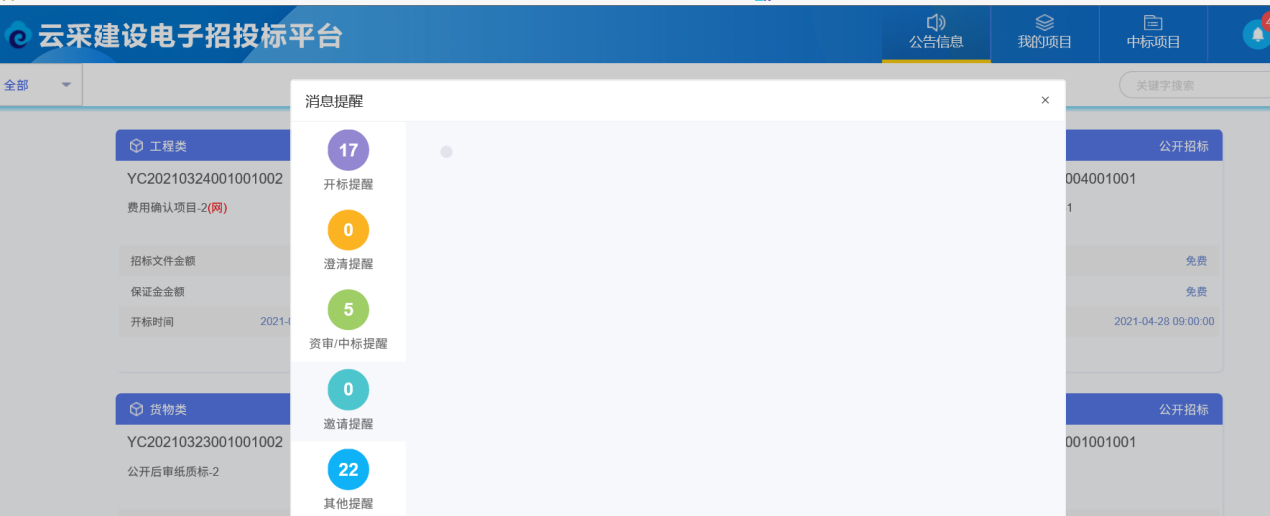 云采建设电子招投标平台
公告信息
我的项目
中标项目
4
全部
关键字搜索
消息提醒
×
17
开标提醒
0
澄清提醒
5
资审/中标提醒
0
邀请提醒
22
其他提醒
工程类
YC20210324001001002
费用确认项目-2(网)
招标文件金额
保证金金额
开标时间 2021-
公开招标
004001001
1
免费
免费
2021-04-28 09:00:00
货物类
YC20210323001001002
公开后审纸质标-2
公开招标
001001001